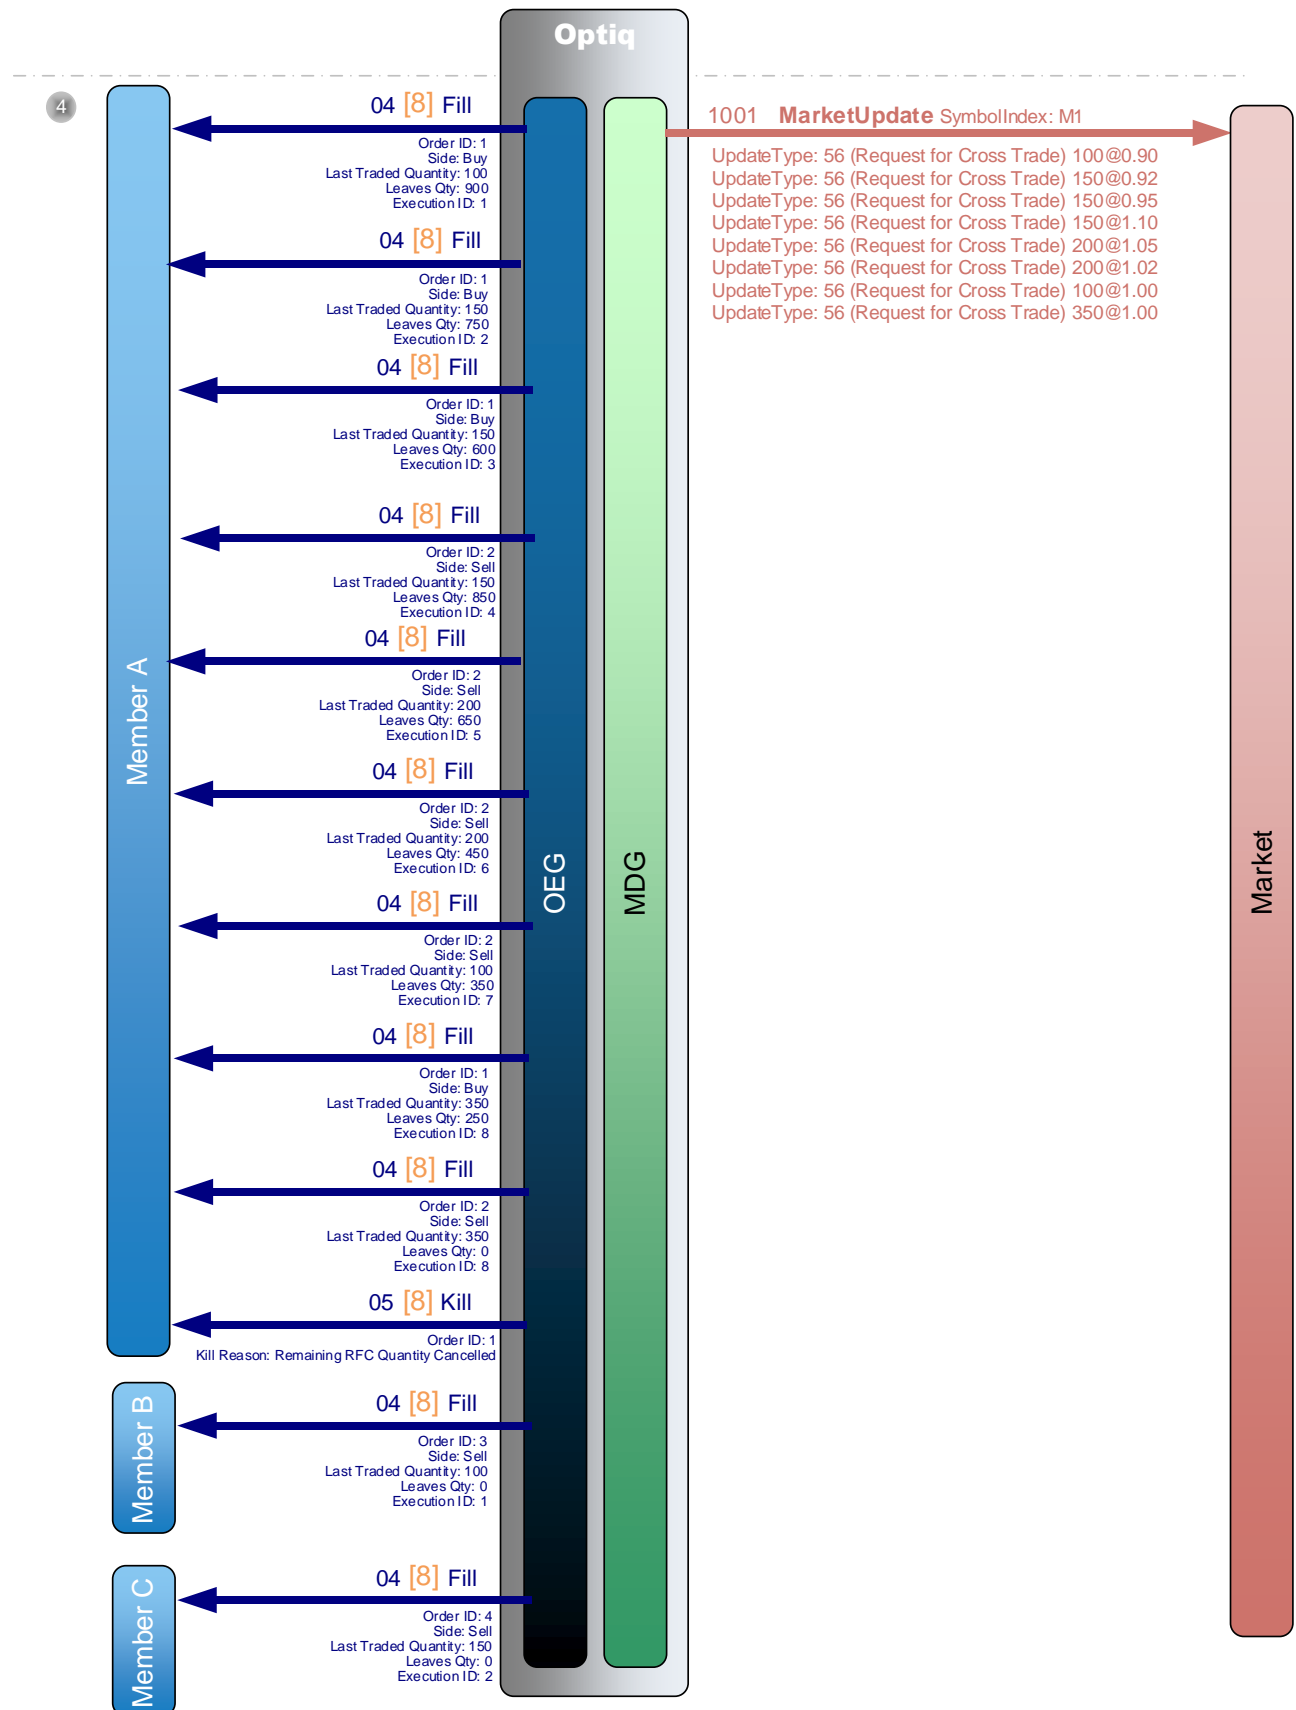 Optiq
4
04 [8] Fill
Order ID: 1
Side: Buy
Last Traded Quantity: 100
Leaves Qty: 900
Execution ID: 1
04 [8] Fill
Order ID: 1
Side: Buy
Last Traded Quantity: 150
Leaves Qty: 750
Execution ID: 2
04 [8] Fill
Order ID: 1
Side: Buy
Last Traded Quantity: 150
Leaves Qty: 600
Execution ID: 3
04 [8] Fill
Order ID: 2
Side: Sell
Last Traded Quantity: 150
Leaves Qty: 850
Execution ID: 4
04 [8] Fill
Order ID: 2
Side: Sell
Last Traded Quantity: 200
Leaves Qty: 650
Execution ID: 5
04 [8] Fill
Order ID: 2
Side: Sell
Last Traded Quantity: 200
Leaves Qty: 450
Execution ID: 6
04 [8] Fill
Order ID: 2
Side: Sell
Last Traded Quantity: 100
Leaves Qty: 350
Execution ID: 7
04 [8] Fill
Order ID: 1
Side: Buy
Last Traded Quantity: 350
Leaves Qty: 250
Execution ID: 8
04 [8] Fill
Order ID: 2
Side: Sell
Last Traded Quantity: 350
Leaves Qty: 0
Execution ID: 8
05 [8] Kill
Order ID: 1
Kill Reason: Remaining RFC Quantity Cancelled
04 [8] Fill
Order ID: 3
Side: Sell
Last Traded Quantity: 100
Leaves Qty: 0
Execution ID: 1
04 [8] Fill
Order ID: 4
Side: Sell
Last Traded Quantity: 150
Leaves Qty: 0
Execution ID: 2
Member A
Member B
Member C
OEG
MDG
1001 MarketUpdate SymbolIndex: M1
UpdateType: 56 (Request for Cross Trade) 100@0.90
UpdateType: 56 (Request for Cross Trade) 150@0.92
UpdateType: 56 (Request for Cross Trade) 150@0.95
UpdateType: 56 (Request for Cross Trade) 150@1.10
UpdateType: 56 (Request for Cross Trade) 200@1.05
UpdateType: 56 (Request for Cross Trade) 200@1.02
UpdateType: 56 (Request for Cross Trade) 100@1.00
UpdateType: 56 (Request for Cross Trade) 350@1.00
Market